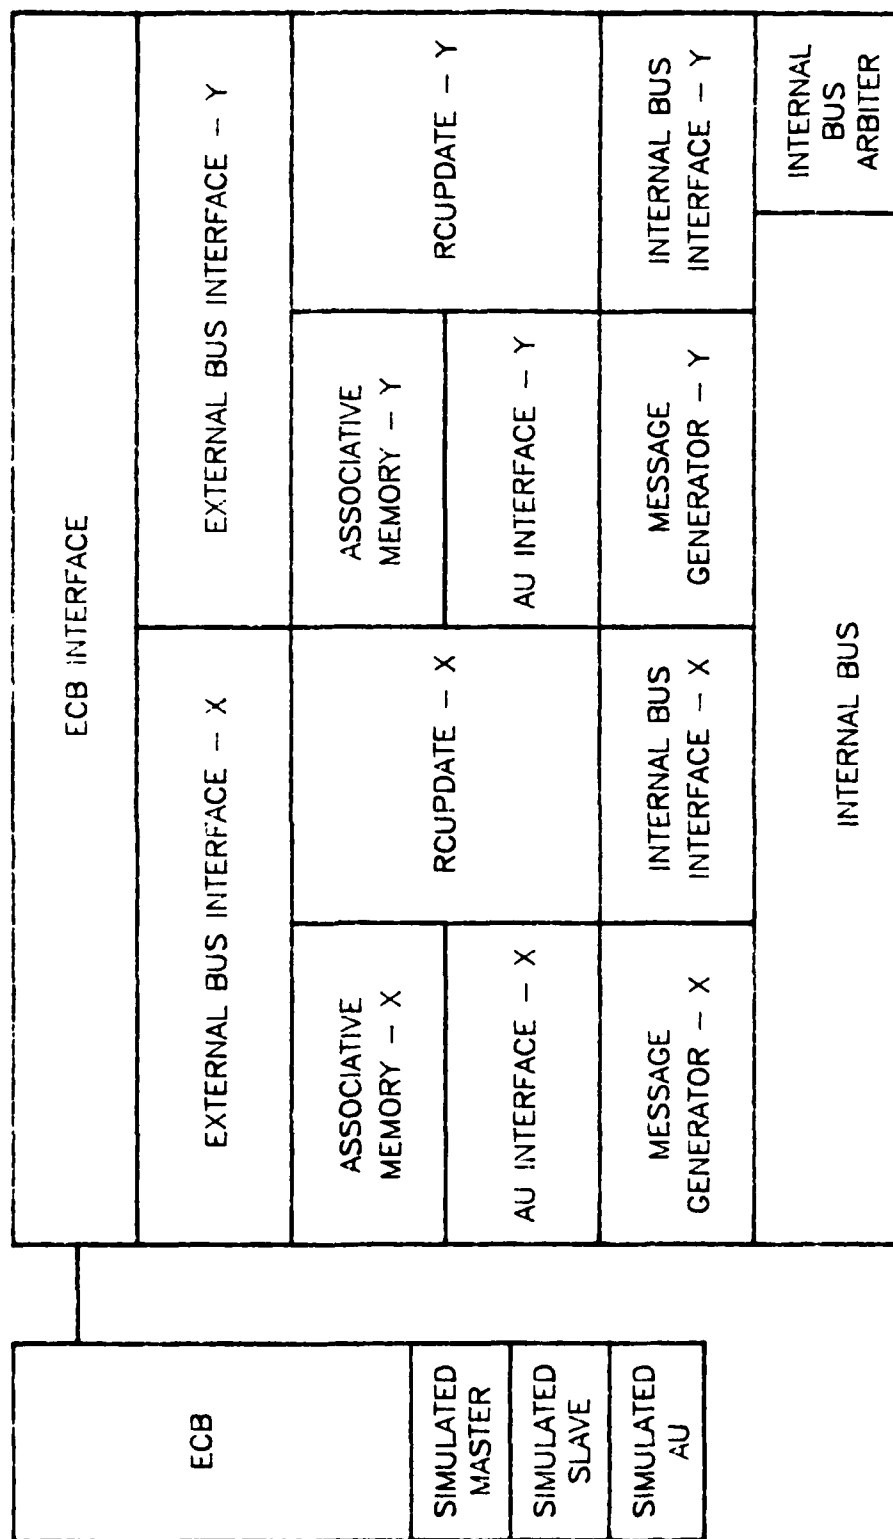 ECB
SIMULATED
MASTER
SIMULATED
SLAVE
SIMULATED
AU
ECB INTERFACE
EXTERNAL BUS INTERFACE – X
EXTERNAL BUS INTERFACE – Y
ASSOCIATIVE
MEMORY – X
AU INTERFACE – X
RCUPDATE – X
ASSOCIATIVE
MEMORY – Y
AU INTERFACE – Y
RCUPDATE – Y
MESSAGE
GENERATOR – X
INTERNAL BUS
INTERFACE – X
MESSAGE
GENERATOR – Y
INTERNAL BUS
INTERFACE – Y
INTERNAL BUS
INTERNAL
BUS
ARBITER